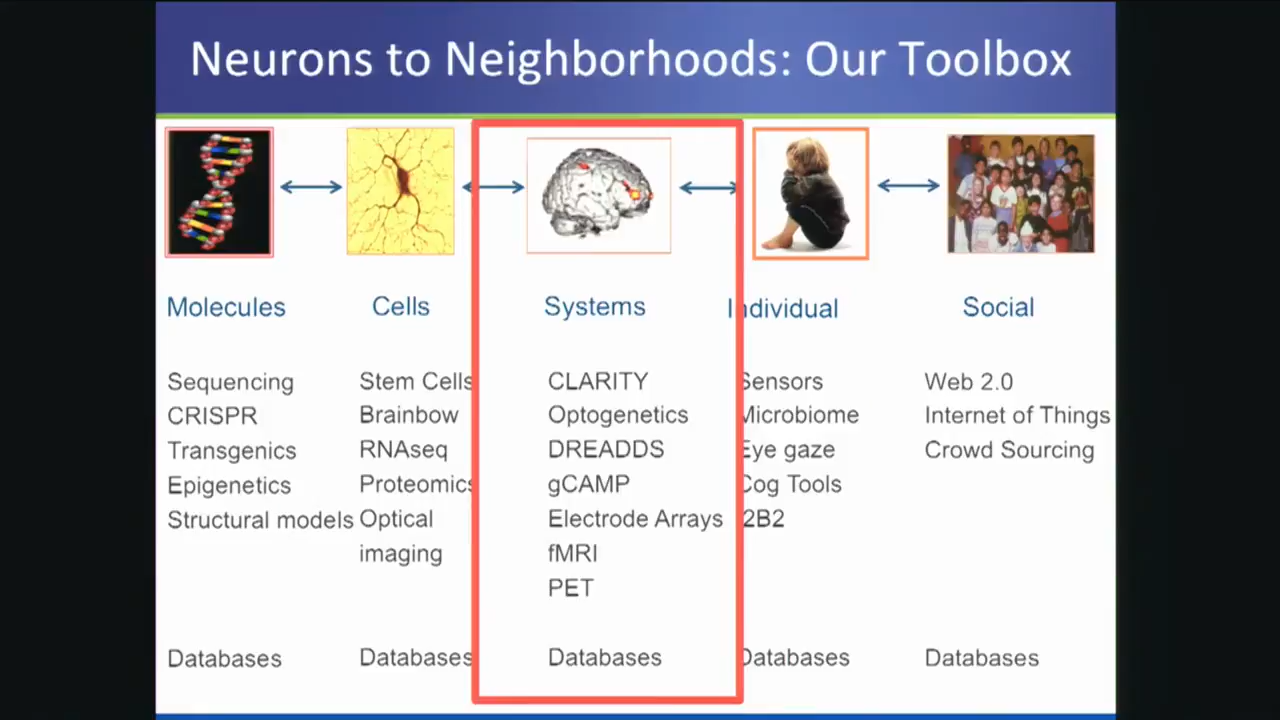 Neurons to Neighborhoods: Our Toolbox
Molecules
Cells
Systems
Individual
Social
Sequencing
CRISPR
Transgenics
Epigenetics
Structural models
Databases
Stem Cells
Brainbow
RNAseq
Proteomics
Optical
imaging
Databases
CLARITY
Optogenetics
DREADDS
gCAMP
Electrode Arrays
fMRI
PET
Databases
Sensors
Microbiome
Eye gaze
Cog Tools
2B2
Databases
Web 2.0
Internet of Things
Crowd Sourcing
Databases